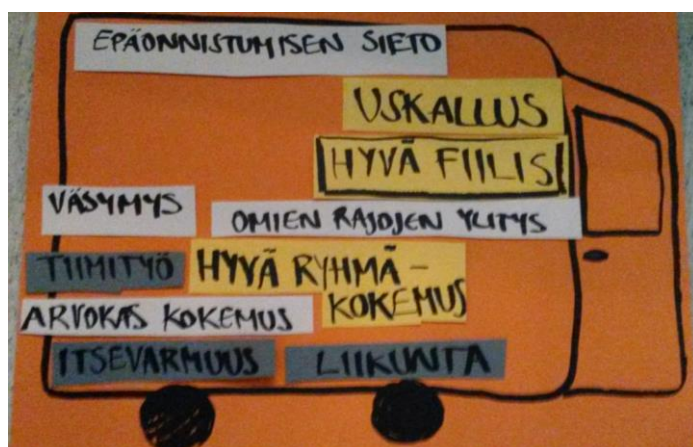 EPÄONNISTUMISEN SIETO
USKALLUS
HYVÄ FIILIS
VÄSYMYS
OMIEN RAJOJEN YLITYS
TIIMITYÖ
HYVÄ RYHMÄ-
KOKEMUS
ARVOKAS KOKEMUS
ITSEVARMUUS
LIIKUNTA